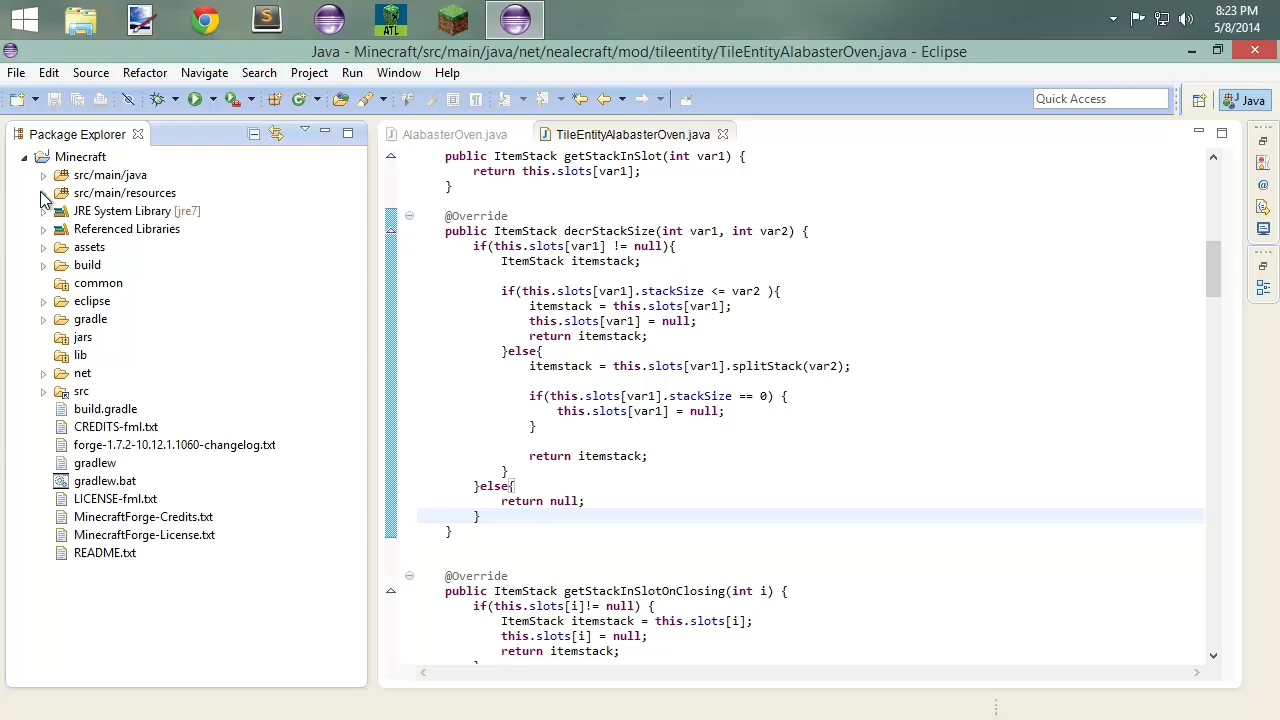 S
ATL
8:23 PM
5/8/2014
Java - Minecraft/src/main/java/net/nealecraft/mod/tileentity/TileEntityAlabasterOven.java - Eclipse
File Edit Source Refactor Navigate Search Project Run Window Help
Quick Access
Java
Package Explorer
Minecraft
src/main/java
src/main/resources
JRE System Library [jre7]
Referenced Libraries
assets
build
common
eclipse
gradle
jars
lib
net
src
build.gradle
CREDITS-fml.txt
forge-1.7.2-10.12.1.1060-changelog.txt
gradlew
gradlew.bat
LICENSE-fml.txt
MinecraftForge-Credits.txt
MinecraftForge-License.txt
README.txt
AlabasterOven.java
TileEntityAlabasterOven.java
public ItemStack getStackInSlot(int var1) {
return this.slots[var1];
}
@Override
public ItemStack decrStackSize(int var1, int var2) {
if(this.slots[var1] != null){
ItemStack itemstack;
if(this.slots[var1].stackSize <= var2 ){
itemstack = this.slots[var1];
this.slots[var1] = null;
return itemstack;
}else{
itemstack = this.slots[var1].splitStack(var2);
if(this.slots[var1].stackSize == 0) {
this.slots[var1] = null;
}
return itemstack;
}
}else{
return null;
}
}
@Override
public ItemStack getStackInSlotOnClosing(int i) {
if(this.slots[i]!= null) {
ItemStack itemstack = this.slots[i];
this.slots[i] = null;
return itemstack;